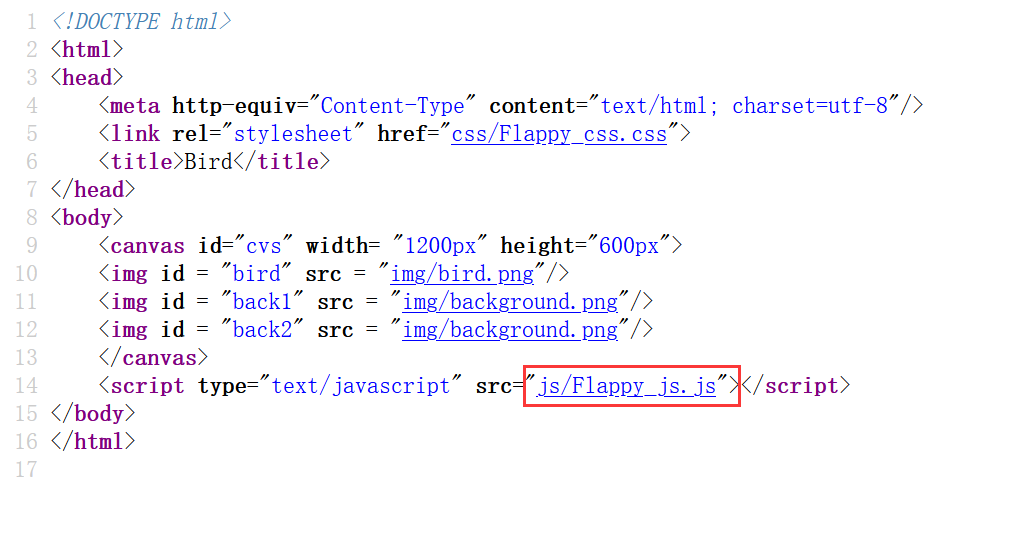 1 <!DOCTYPE html>
2 <html>
3 <head>
4 <meta http-equiv="Content-Type" content="text/html; charset=utf-8"/>
5 <link rel="stylesheet" href="css/Flappy_css.css">
6 <title>Bird</title>
7 </head>
8 <body>
9 <canvas id="cvs" width= "1200px" height="600px">
10 <img id = "bird" src = "img/bird.png"/>
11 <img id = "back1" src = "img/background.png"/>
12 <img id = "back2" src = "img/background.png"/>
13 </canvas>
14 <script type="text/javascript" src="js/Flappy_js.js"></script>
15 </body>
16 </html>
17